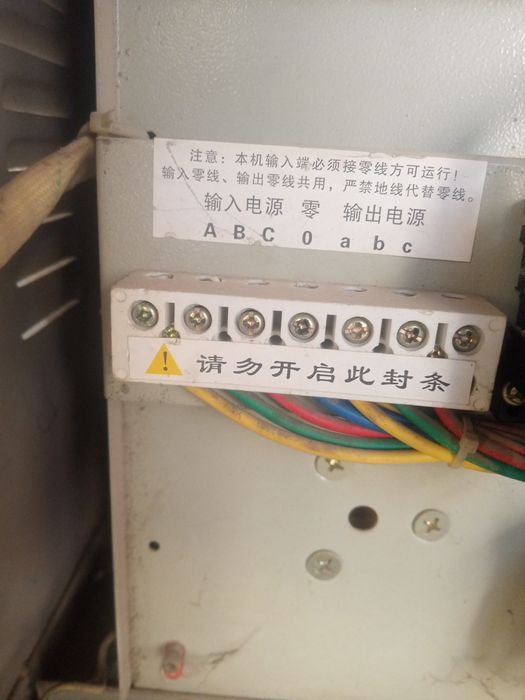 注意：本机输入端必须接零线方可运行！
输入零线、输出零线共用，严禁地线代替零线。
输入电源 零 输出电源
A B C 0 a b c
请勿开启此封条